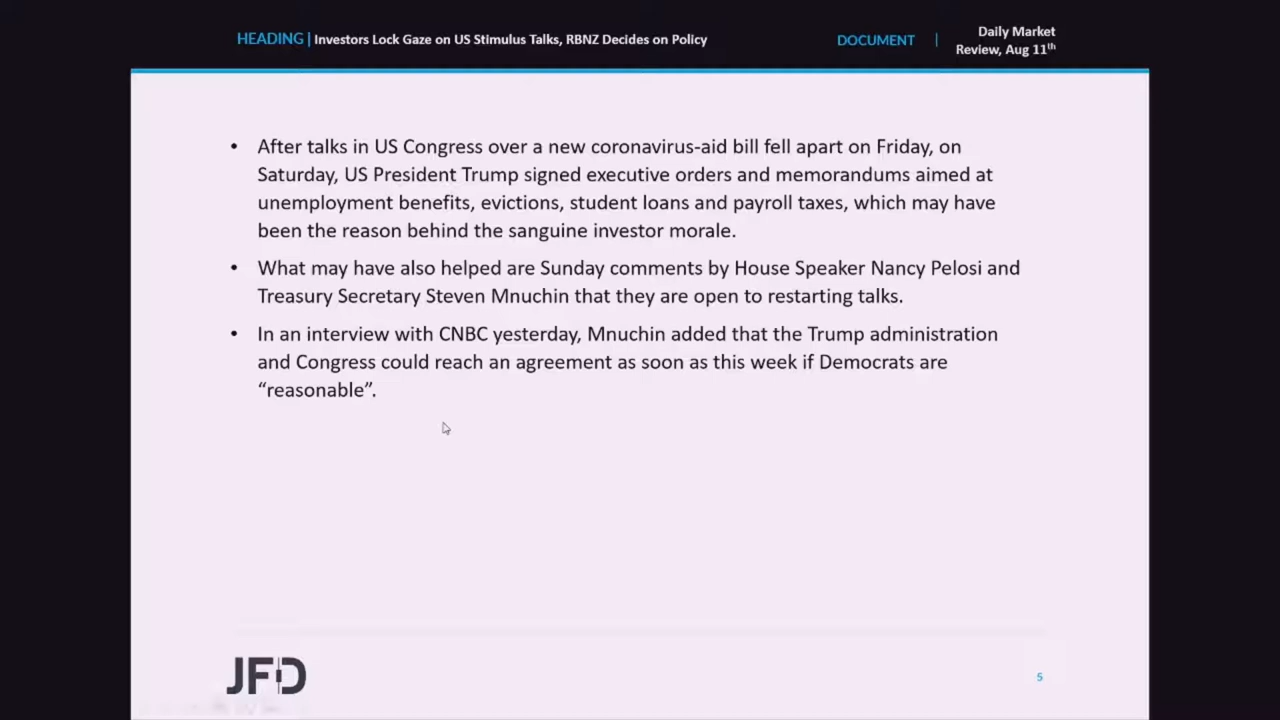 HEADING | Investors Lock Gaze on US Stimulus Talks, RBNZ Decides on Policy
DOCUMENT | Daily Market
Review, Aug 11th
• After talks in US Congress over a new coronavirus-aid bill fell apart on Friday, on
Saturday, US President Trump signed executive orders and memorandums aimed at
unemployment benefits, evictions, student loans and payroll taxes, which may have
been the reason behind the sanguine investor morale.
• What may have also helped are Sunday comments by House Speaker Nancy Pelosi and
Treasury Secretary Steven Mnuchin that they are open to restarting talks.
• In an interview with CNBC yesterday, Mnuchin added that the Trump administration
and Congress could reach an agreement as soon as this week if Democrats are
“reasonable”.
JFD
5